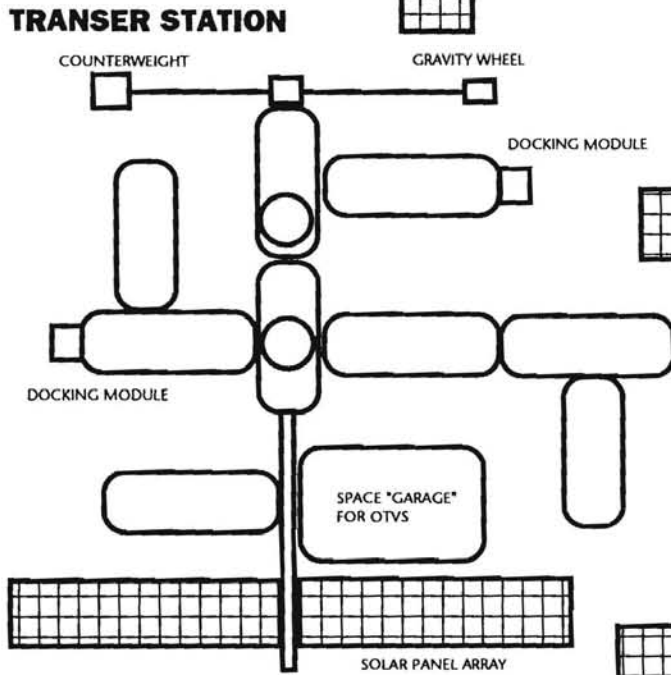 TRANSER STATION
COUNTERWEIGHT
GRAVITY WHEEL
DOCKING MODULE
DOCKING MODULE
SPACE "GARAGE"
FOR OTVS
SOLAR PANEL ARRAY